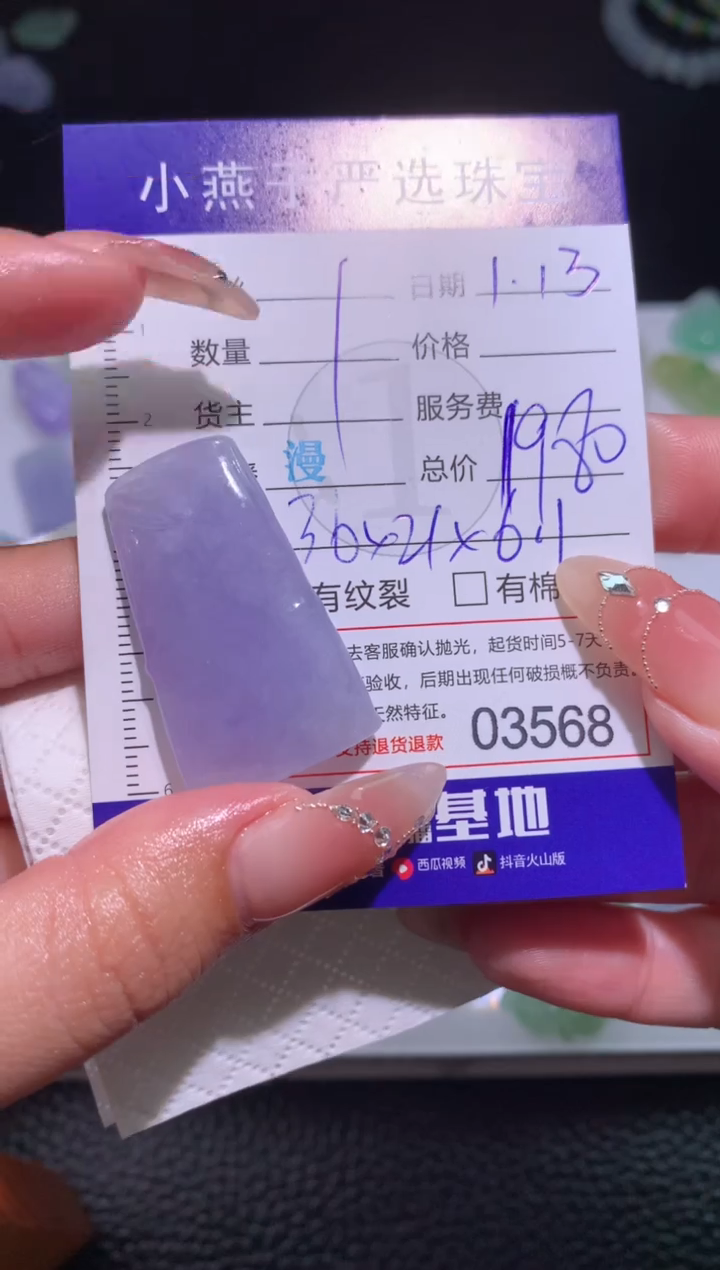 小燕子严选珠宝
日期 1.13
数量 1 价格
货主 服务费
漫 总价 1980
30x21x6.1
有纹裂 有棉
去客服确认抛光，起货时间5-7天
验收，后期出现任何破损概不负责。
天然特征。
支持退货退款
03568
基地
西瓜视频 抖音火山版
1
2
6